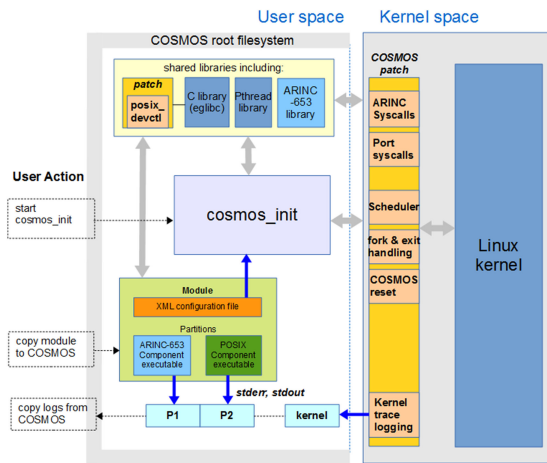 User space
Kernel space
COSMOS root filesystem
shared libraries including:
patch
posix_
devctl
C library
(eglibc)
Pthread
library
ARINC
-653
library
COSMOS
patch
ARINC
Syscalls
Port
syscalls
Scheduler
fork & exit
handling
COSMOS
reset
Kernel
trace
logging
Linux
kernel
User Action
start
cosmos_init
cosmos_init
Module
XML configuration file
Partitions
ARINC-653
Component
executable
POSIX
Component
executable
copy module
to COSMOS
stderr, stdout
copy logs from
COSMOS
P1
P2
kernel